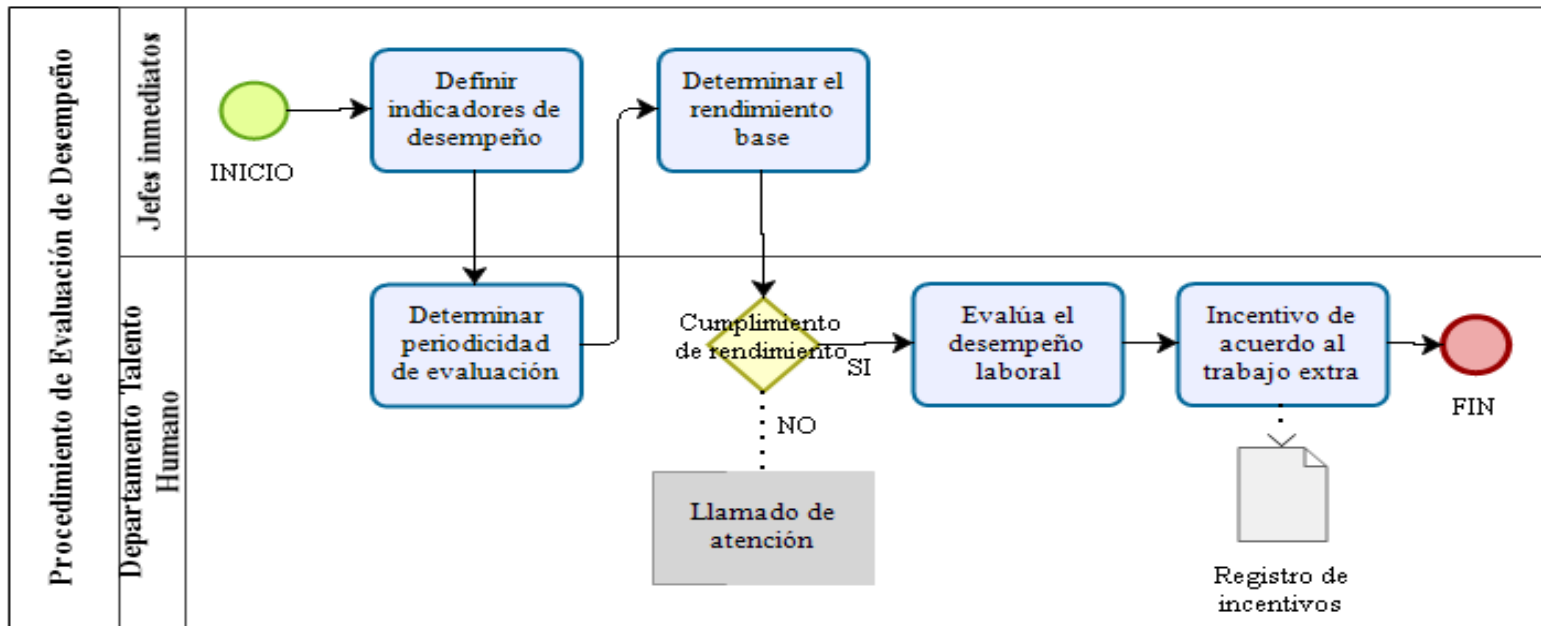 Procedimiento de Evaluación de Desempeño
Jefes inmediatos
INICIO
Definir
indicadores de
desempeño
Determinar el
rendimiento
base
Departamento Talento
Humano
Determinar
periodicidad
de evaluación
Cumplimiento
de rendimiento
SI
NO
Llamado de
atención
Evalúa el
desempeño
laboral
Incentivo de
acuerdo al
trabajo extra
FIN
Registro de
incentivos